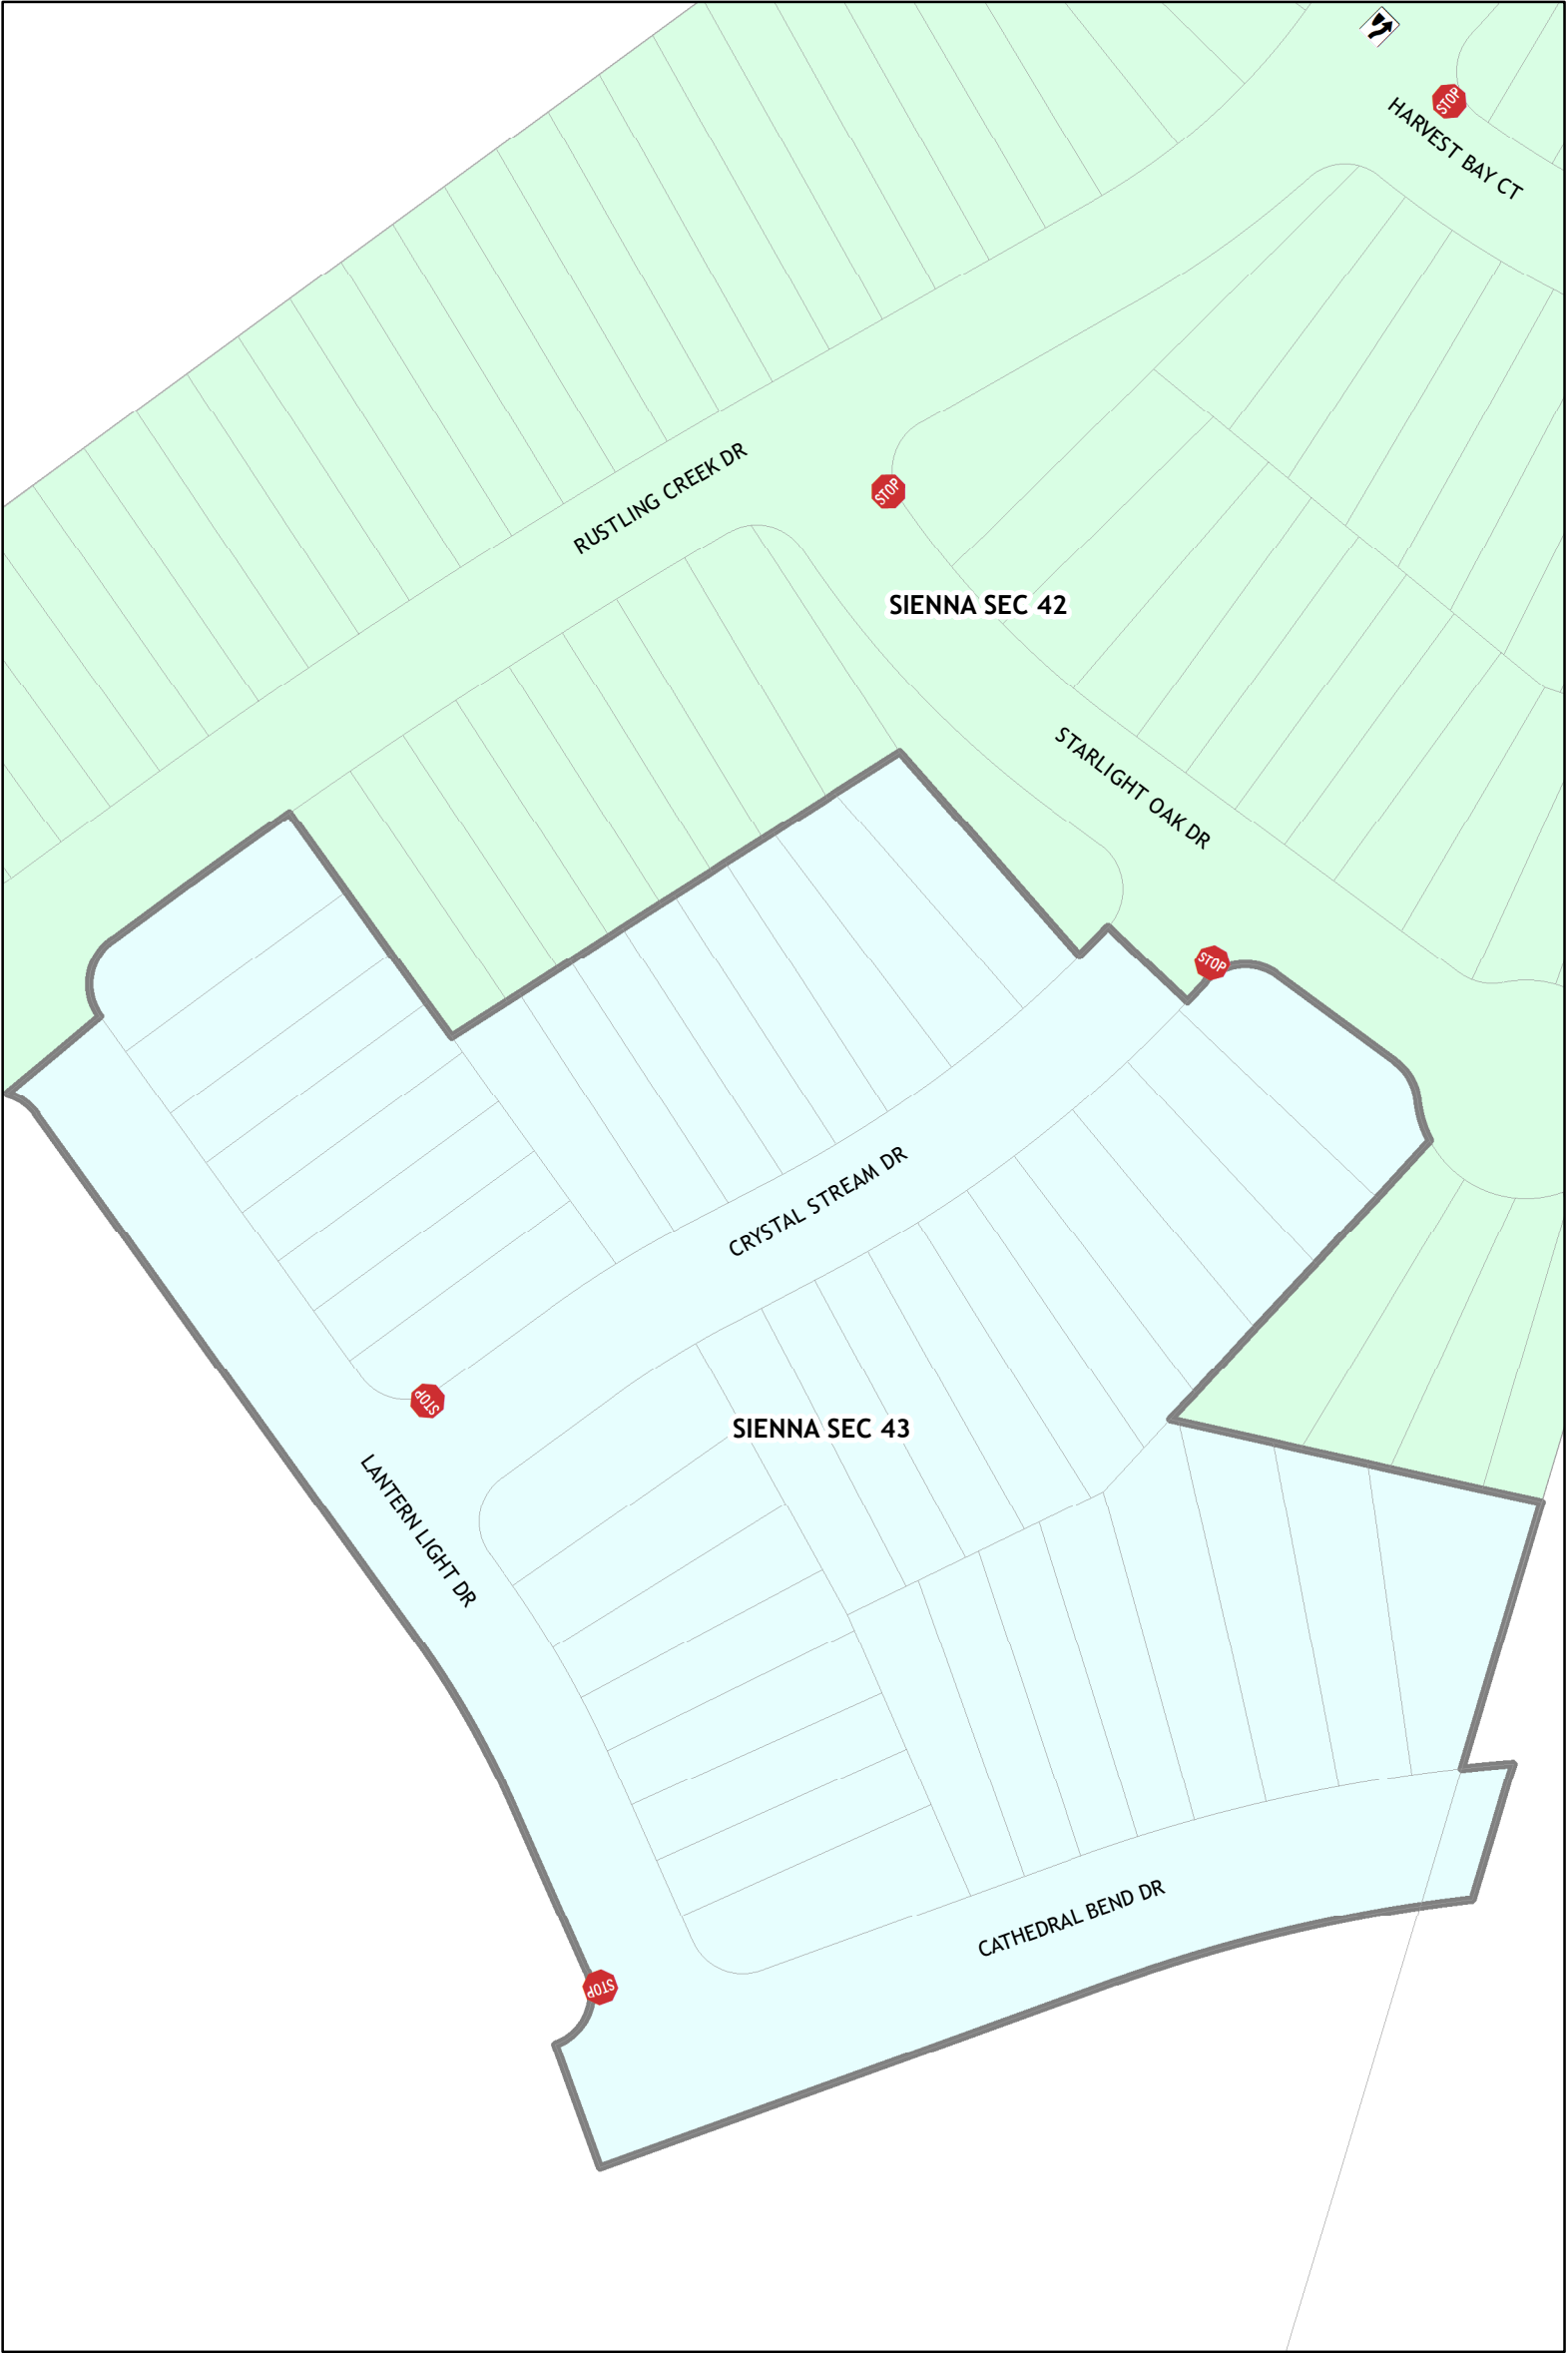 STOP
HARVEST BAY CT
RUSTLING CREEK DR
STOP
SIENNA SEC 42
STARLIGHT OAK DR
STOP
CRYSTAL STREAM DR
STOP
SIENNA SEC 43
LANTERN LIGHT DR
CATHEDRAL BEND DR
STOP